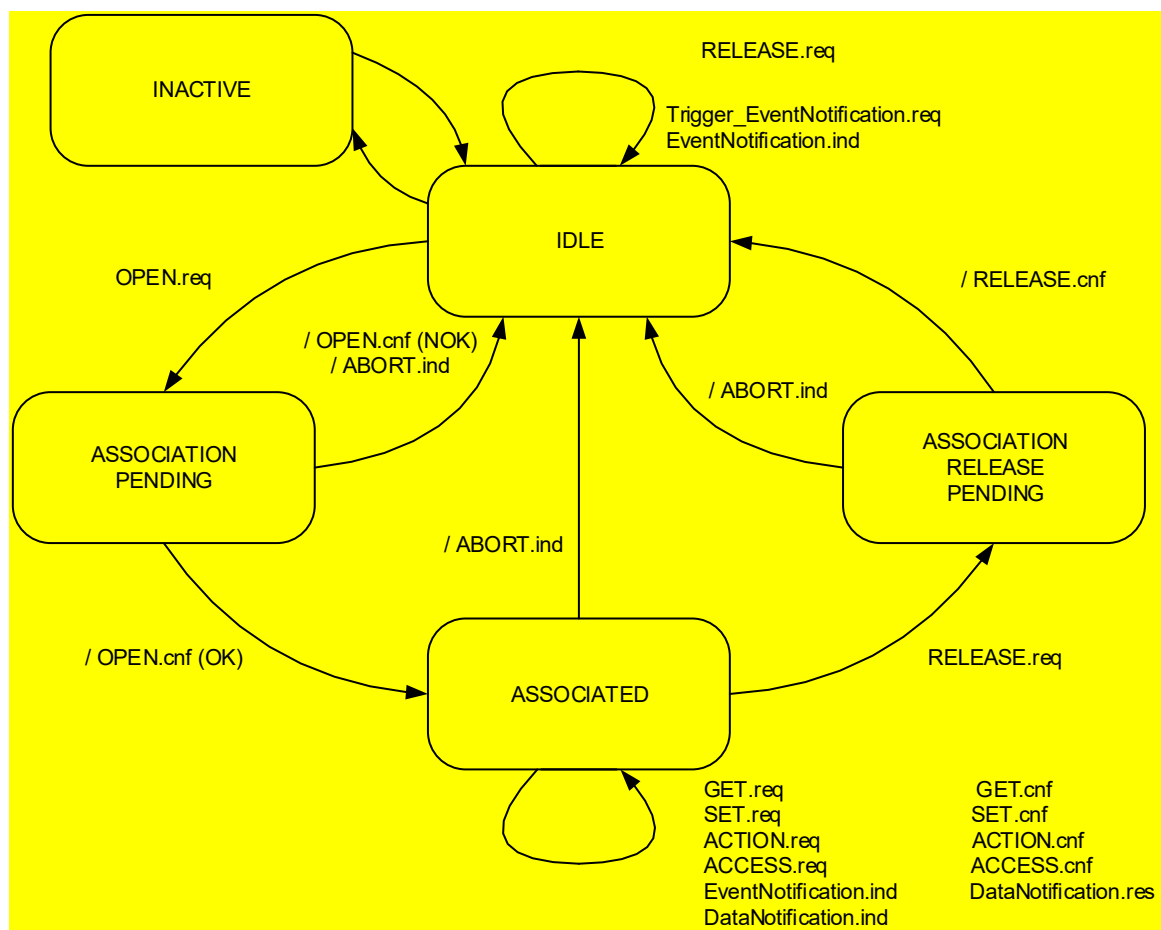 RELEASE.req
INACTIVE
Trigger_EventNotification.req
EventNotification.ind
IDLE
OPEN.req
/ RELEASE.cnf
/ OPEN.cnf (NOK)
/ ABORT.ind
/ ABORT.ind
ASSOCIATION
PENDING
ASSOCIATION
RELEASE
PENDING
/ ABORT.ind
/ OPEN.cnf (OK)
RELEASE.req
ASSOCIATED
GET.req
SET.req
ACTION.req
ACCESS.req
EventNotification.ind
DataNotification.ind
GET.cnf
SET.cnf
ACTION.cnf
ACCESS.cnf
DataNotification.res